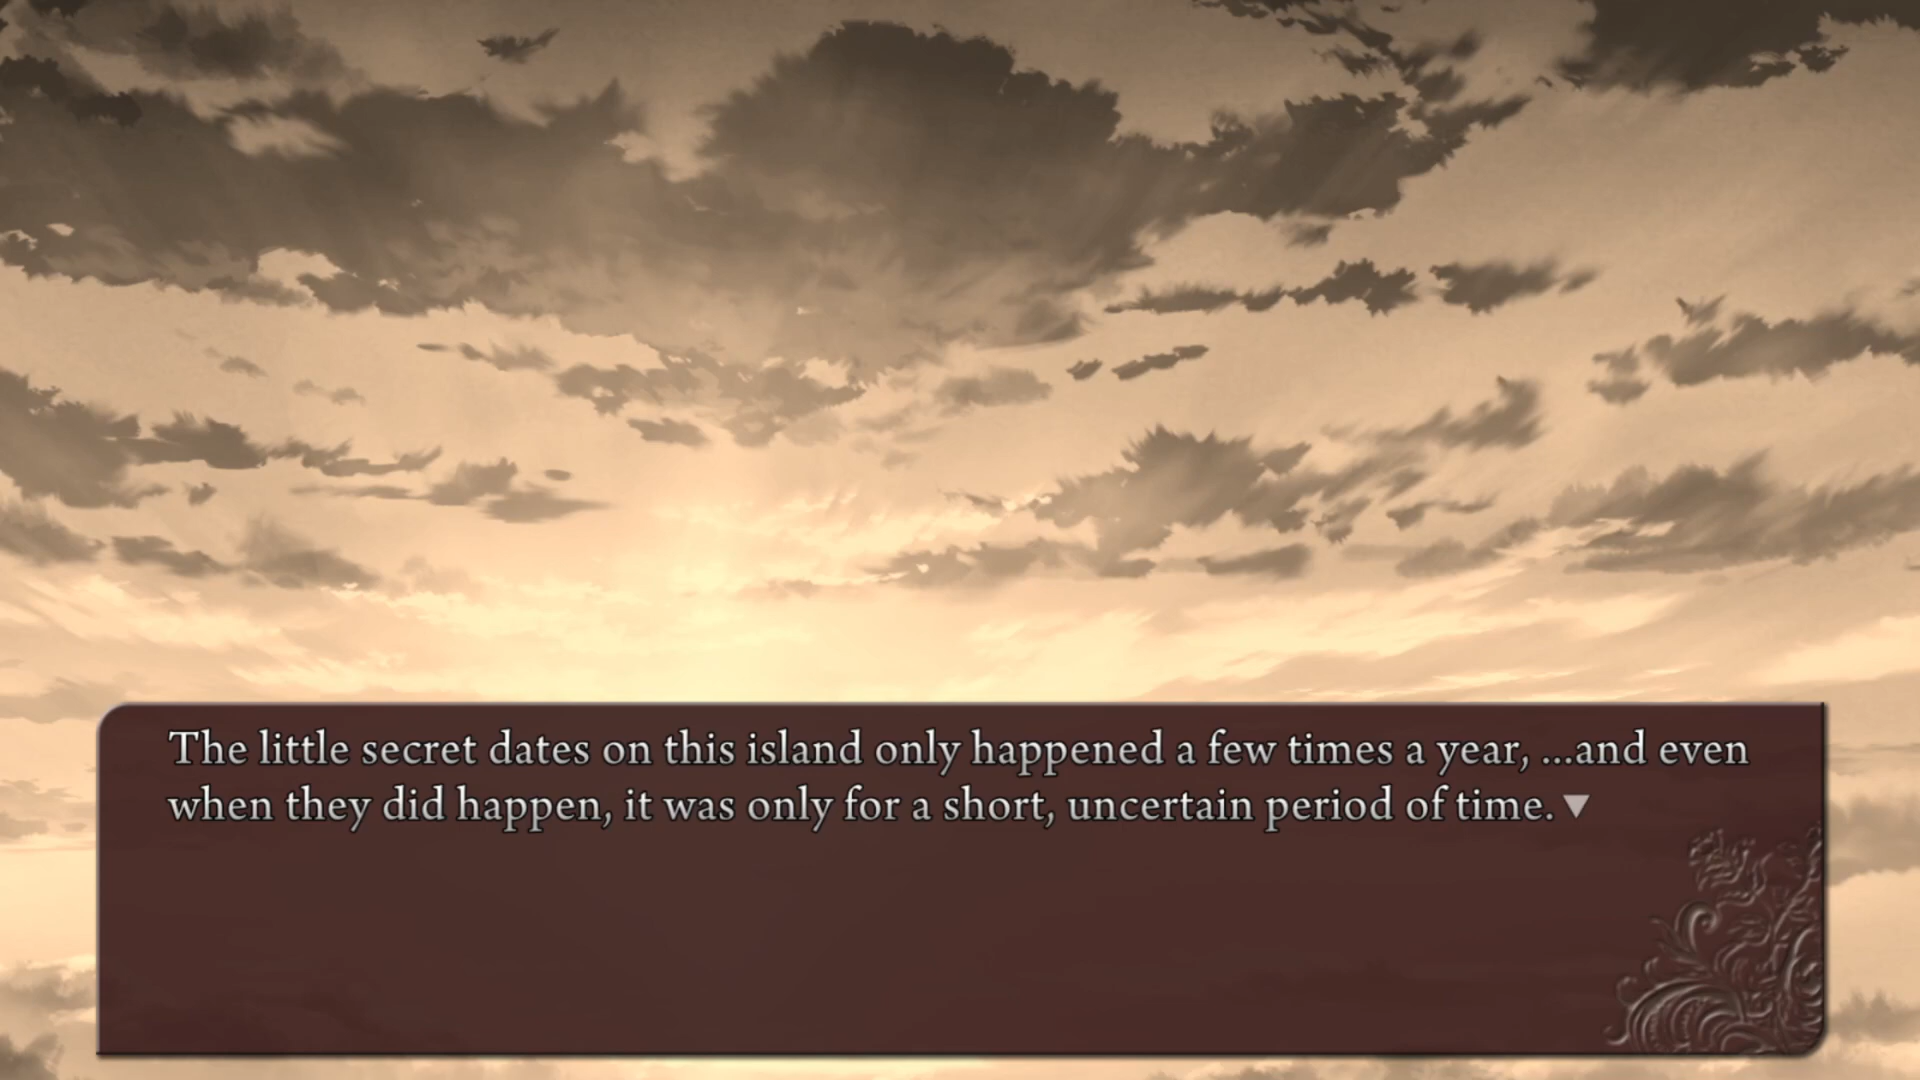 The little secret dates on this island only happened a few times a year, ...and even
when they did happen, it was only for a short, uncertain period of time.